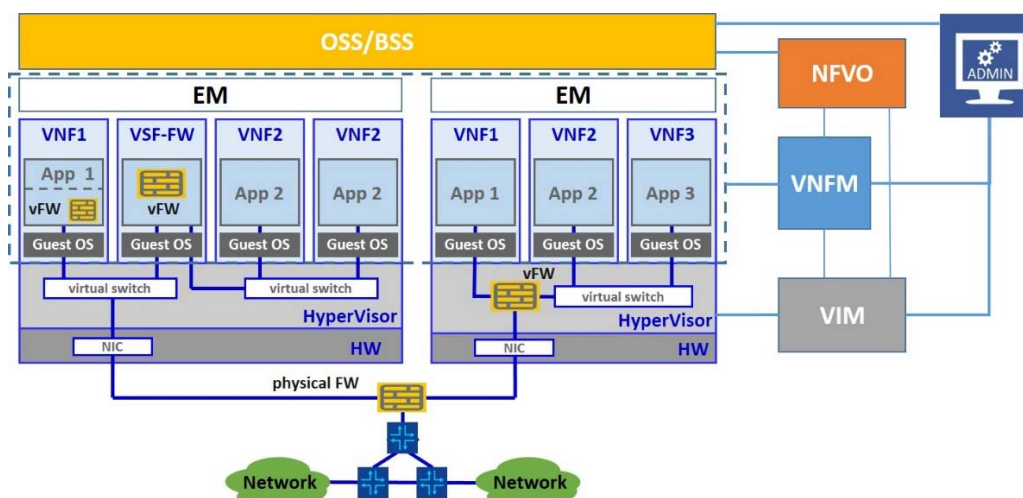 OSS/BSS
ADMIN
NFVO
EM
EM
VNF1
VSF-FW
VNF2
VNF2
VNF1
VNF2
VNF3
VNFM
App 1
vFW
vFW
App 2
App 2
App 1
App 2
App 3
Guest OS
Guest OS
Guest OS
Guest OS
Guest OS
Guest OS
Guest OS
vFW
virtual switch
virtual switch
virtual switch
HyperVisor
HyperVisor
VIM
NIC
HW
NIC
HW
physical FW
Network
Network